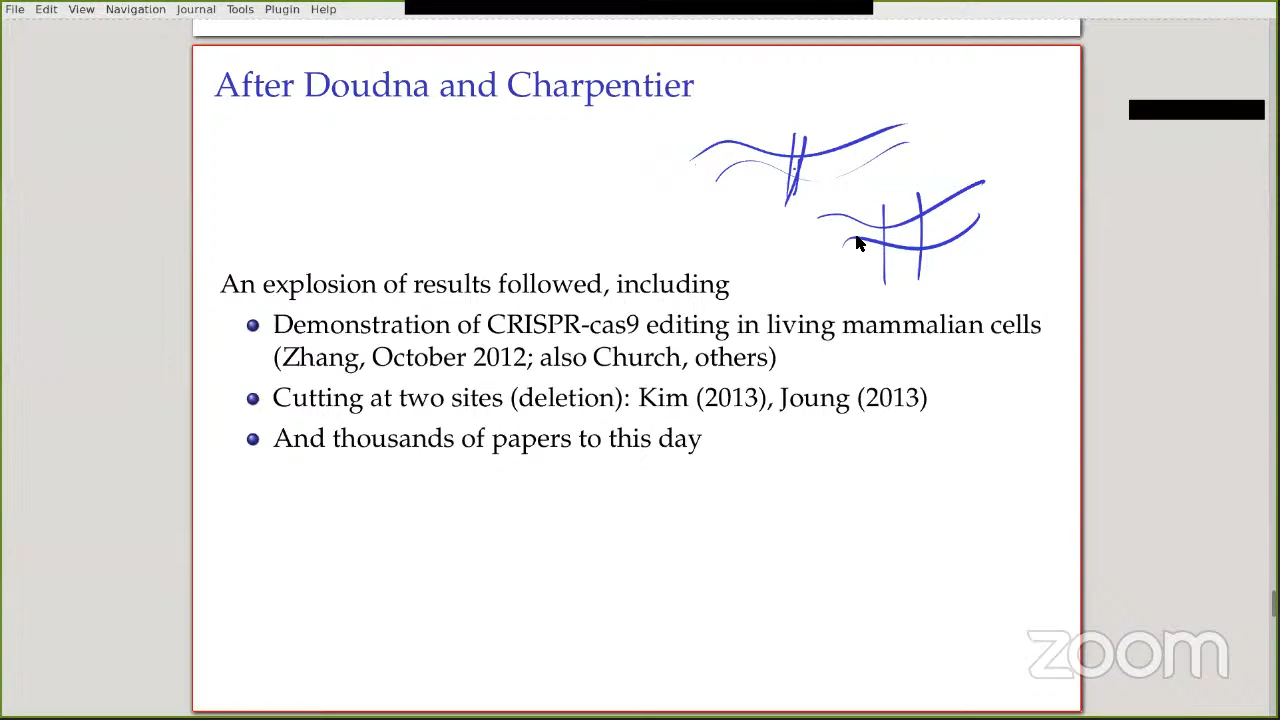 File Edit View Navigation Journal Tools Plugin Help
After Doudna and Charpentier
An explosion of results followed, including
Demonstration of CRISPR-cas9 editing in living mammalian cells
(Zhang, October 2012; also Church, others)
Cutting at two sites (deletion): Kim (2013), Joung (2013)
And thousands of papers to this day
zoom